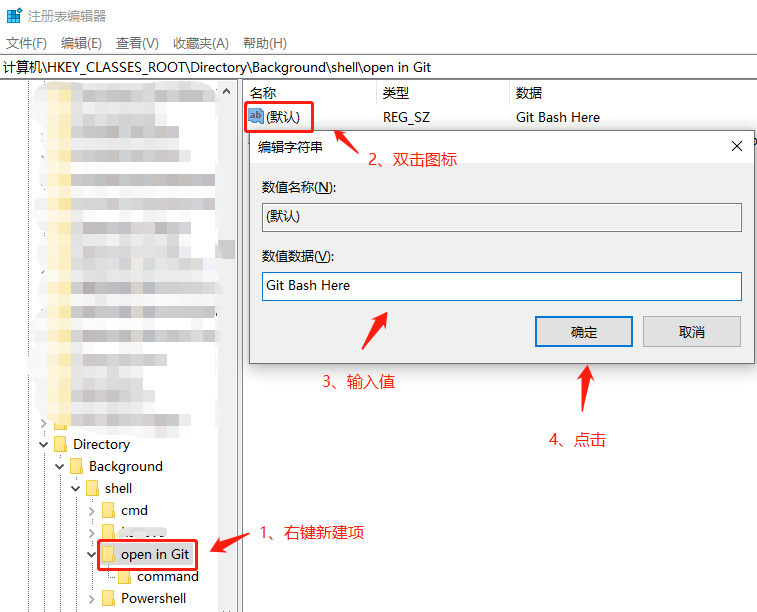 注册表编辑器
文件(F) 编辑(E) 查看(V) 收藏夹(A) 帮助(H)
计算机\HKEY_CLASSES_ROOT\Directory\Background\shell\open in Git
名称 类型 数据
ab (默认) REG_SZ Git Bash Here
2、双击图标
编辑字符串
数值名称(N):
(默认)
数值数据(V):
Git Bash Here
确定 取消
3、输入值
4、点击
Directory
Background
shell
cmd
1、右键新建项
open in Git
command
Powershell